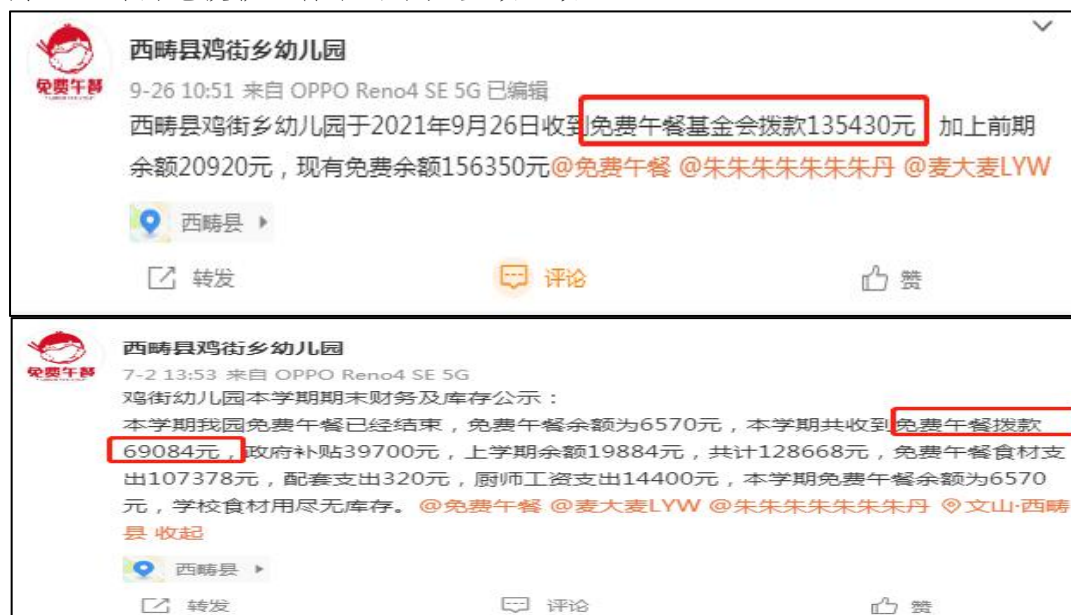 西畴县鸡街乡幼儿园
免费午餐
9-26 10:51 来自 OPPO Reno4 SE 5G 已编辑
西畴县鸡街乡幼儿园于2021年9月26日收到免费午餐基金会拨款135430元，加上前期
余额20920元，现有免费余额156350元@免费午餐 @朱朱朱朱朱朱朱丹 @麦大麦LYW
西畴县
转发 评论 赞
西畴县鸡街乡幼儿园
免费午餐
7-2 13:53 来自 OPPO Reno4 SE 5G
鸡街幼儿园本学期期末财务及库存公示：
本学期我园免费午餐已经结束，免费午餐余额为6570元，本学期共收到免费午餐拨款
69084元，政府补贴39700元，上学期余额19884元，共计128668元，免费午餐食材支
出107378元，配套支出320元，厨师工资支出14400元，本学期免费午餐余额为6570
元，学校食材用尽无库存。@免费午餐 @麦大麦LYW @朱朱朱朱朱朱朱丹 文山·西畴
县 收起
西畴县
转发 评论 赞